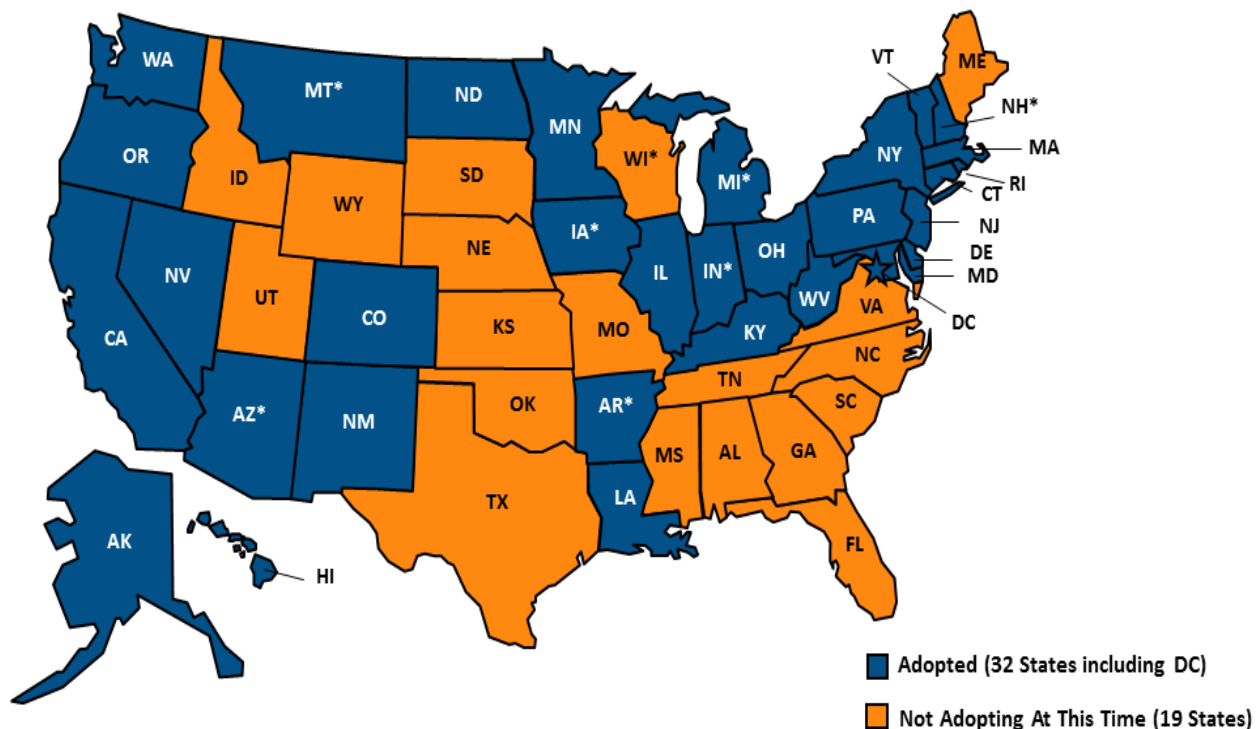 WA
MT*
ND
MN
VT
ME
NH*
OR
ID
SD
WI*
MI*
NY
MA
RI
CT
WY
IA*
PA
NJ
NE
IL
IN*
OH
DE
MD
NV
UT
WV
VA
DC
CA
CO
KS
MO
KY
NC
TN
AZ*
NM
OK
AR*
SC
MS
AL
GA
TX
LA
AK
FL
HI
Adopted (32 States including DC)
Not Adopting At This Time (19 States)